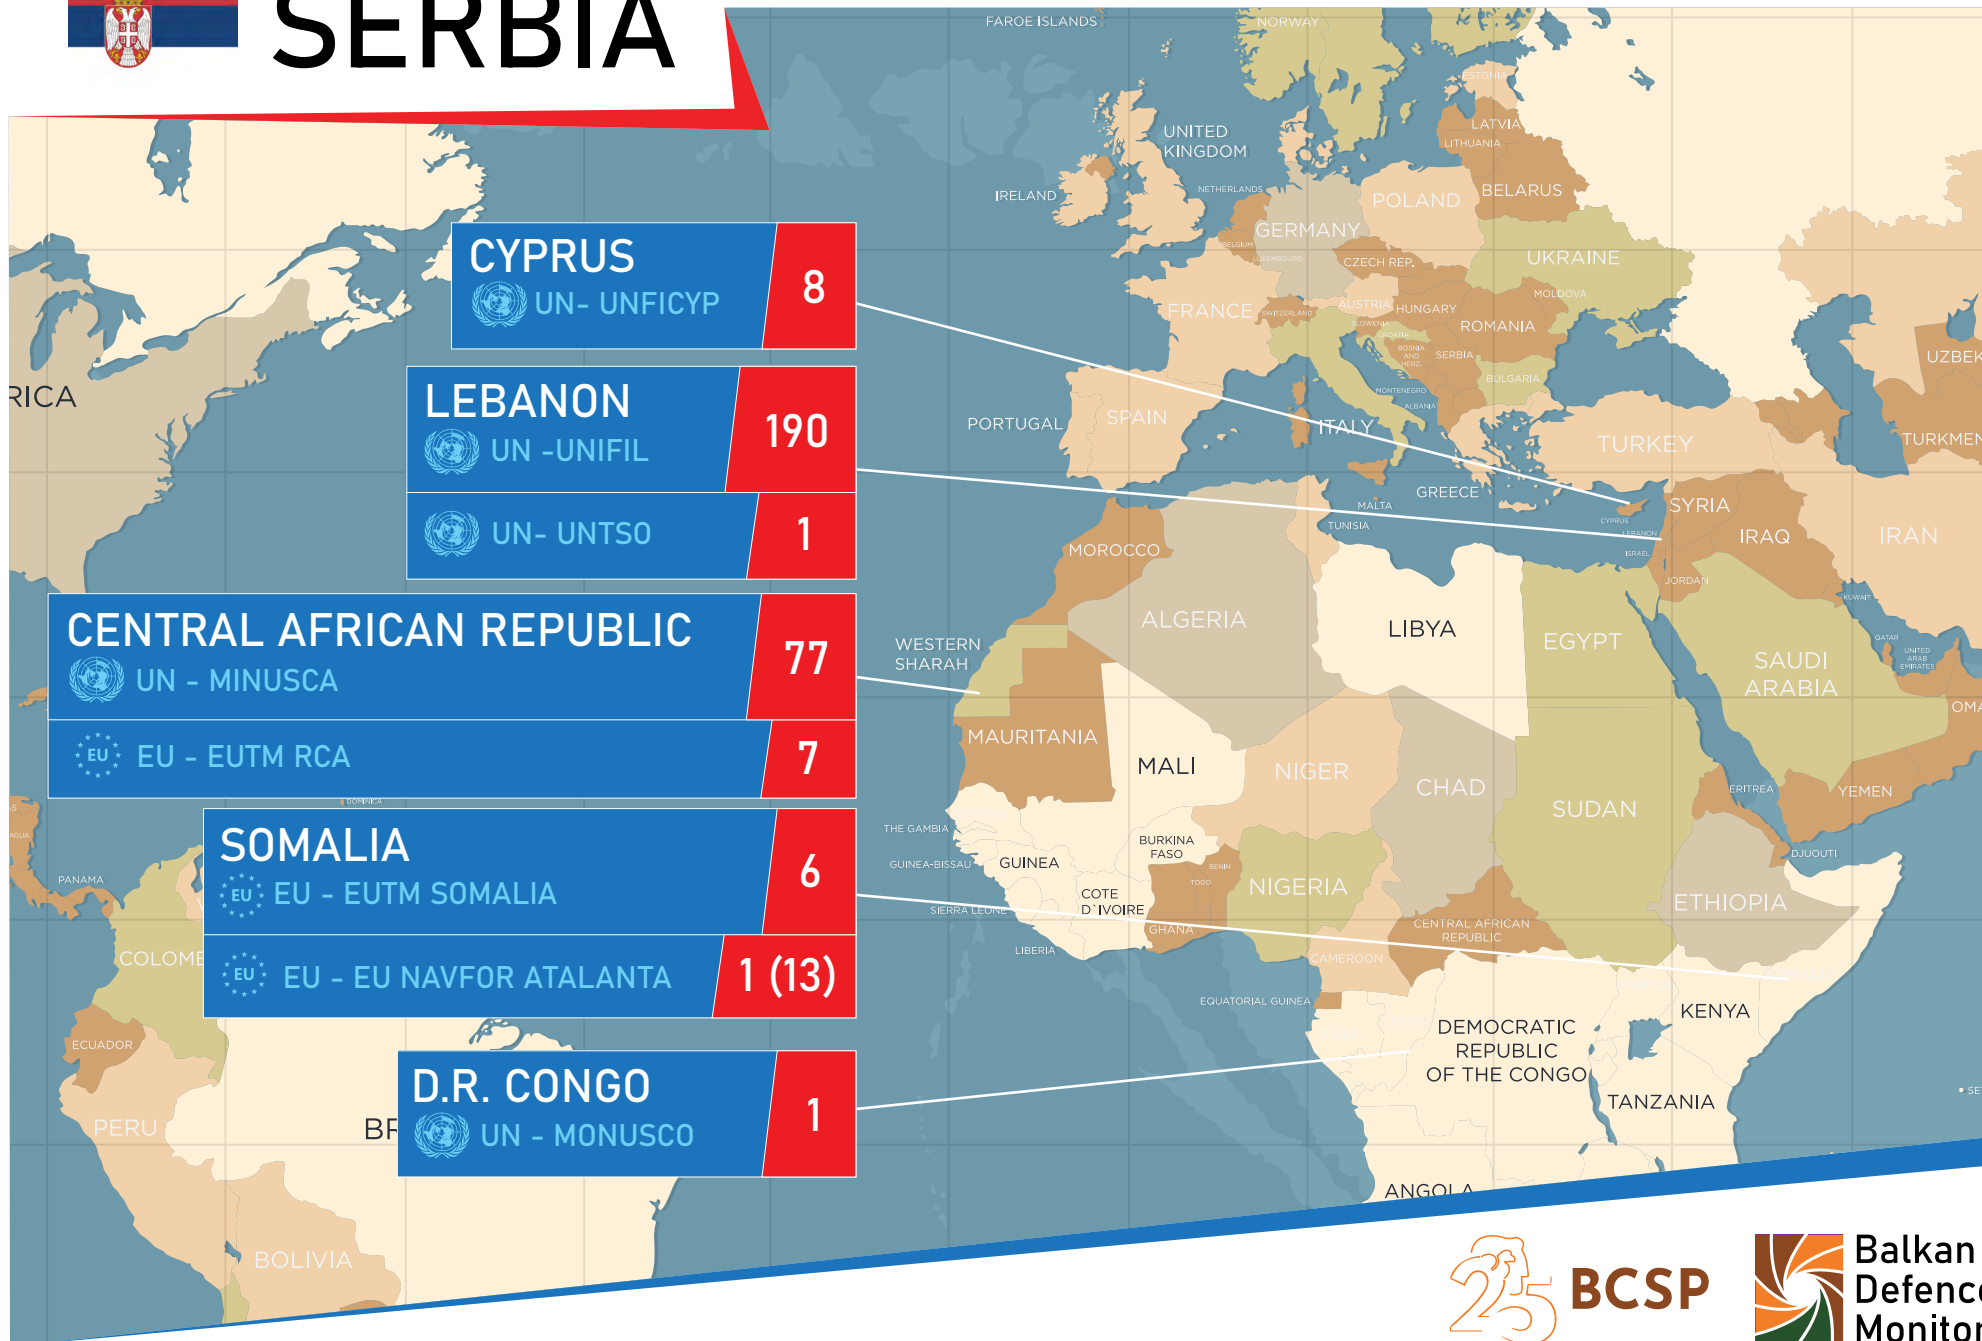 SERBIA
CYPRUS
UN- UNFICYP
8
LEBANON
UN -UNIFIL
190
UN- UNTSO
1
CENTRAL AFRICAN REPUBLIC
UN - MINUSCA
77
EU
EU - EUTM RCA
7
SOMALIA
EU
EU - EUTM SOMALIA
6
EU
EU - EU NAVFOR ATALANTA
1 (13)
D.R. CONGO
UN - MONUSCO
1
FAROE ISLANDS
NORWAY
ESTONIA
LATVIA
LITHUANIA
UNITED
KINGDOM
IRELAND
NETHERLANDS
BELARUS
POLAND
GERMANY
BELGIUM
LUXEMBOURG
CZECH REP.
UKRAINE
MOLDOVA
FRANCE
SWITZERLAND
AUSTRIA
HUNGARY
SLOWENIA
CROATIA
ROMANIA
BOSNIA
AND
HERZ.
SERBIA
BULGARIA
MONTENEGRO
ALBANIA
UZBEK
TURKMEN
RICA
PORTUGAL
SPAIN
ITALY
TURKEY
GREECE
MALTA
TUNISIA
CYPRUS
LEBANON
ISRAEL
SYRIA
IRAQ
IRAN
JORDAN
KUWAIT
MOROCCO
ALGERIA
LIBYA
EGYPT
WESTERN
SHARAH
SAUDI
ARABIA
QATAR
UNITED
ARAB
EMIRATES
OMA
MAURITANIA
MALI
NIGER
CHAD
SUDAN
ERITREA
YEMEN
DOMINICA
AGUA
PANAMA
THE GAMBIA
GUINEA-BISSAU
GUINEA
BURKINA
FASO
BENIN
TOGO
NIGERIA
DJUOUTI
ETHIOPIA
SIERRA LEONE
COTE
D`IVOIRE
GHANA
LIBERIA
CENTRAL AFRICAN
REPUBLIC
CAMEROON
COLOME
EQUATORIAL GUINEA
KENYA
DEMOCRATIC
REPUBLIC
OF THE CONGO
ECUADOR
TANZANIA
SE
PERU
BR
ANGOLA
BOLIVIA
25
BCSP
Balkan
Defence
Monitor